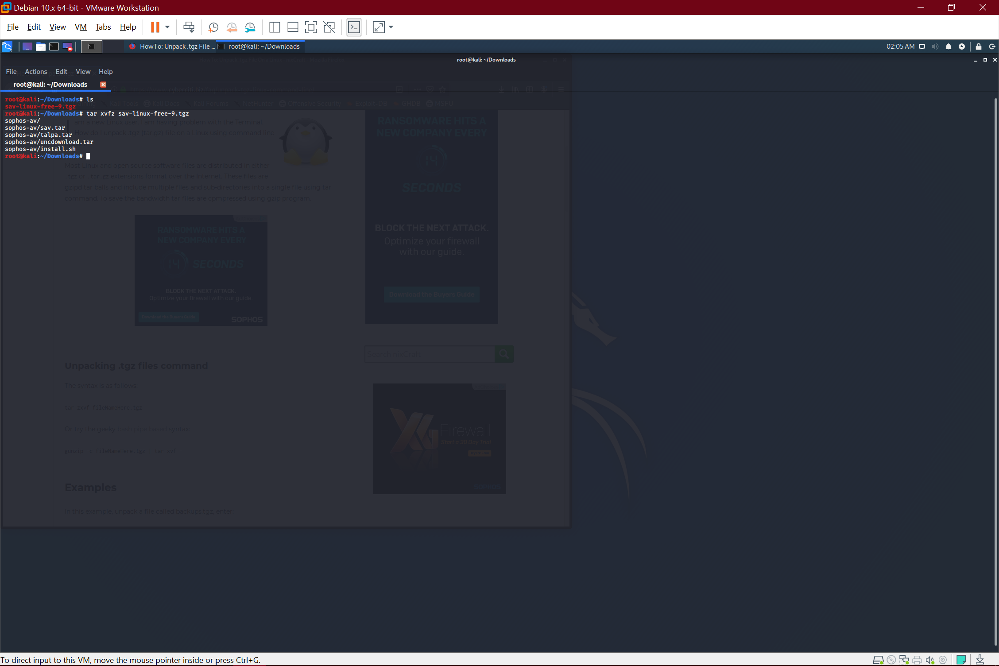 Debian 10.x 64-bit - VMware Workstation
File Edit View VM Tabs Help
HowTo: Unpack .tgz File ... root@kali: ~/Downloads 02:05 AM
root@kali: ~/Downloads
File Actions Edit View Help
root@kali: ~/Downloads
Kali Tools Kali Docs Kali Forums NetHunter Offensive Security Exploit-DB GHDB MSFU
root@kali:~/Downloads# ls
sav-linux-free-9.tgz
root@kali:~/Downloads# tar xvfz sav-linux-free-9.tgz
sophos-av/
sophos-av/sav.tar
sophos-av/talpa.tar
sophos-av/uncdownload.tar
sophos-av/install.sh
root@kali:~/Downloads#
I am a new Linux user. I am having problem with the Terminal.
How do I unpack .tgz (tar.gz) file on a Linux using command line
Most Linux and open source software files are distributed in either
.tgz or .tar.gz extensions format over the Internet. These files are
gzipd tar balls and include multiple files and sub-directories into a single file using tar
command. To save the bandwidth tar files are cpmpressed using gzip program.
RANSOMWARE HITS A
NEW COMPANY EVERY
14
SECONDS
BLOCK THE NEXT ATTACK.
Optimize your firewall
with our guide.
Download the Buyers Guide
RANSOMWARE HITS A
NEW COMPANY EVERY
14 SECONDS
BLOCK THE NEXT ATTACK.
Optimize your firewall with our guide.
Download the Buyers Guide SOPHOS
Search nixCraft
Unpacking .tgz files command
The syntax is as follows:
tar zxvf fileNameHere.tgz
Or try the geeky bash pipe based syntax:
gunzip -c fileNameHere.tgz | tar xvf -
XG Firewall
Start a 30 Day Trial
SOPHOS
Examples
In this example, unpack a file called backups.tgz, enter:
To direct input to this VM, move the mouse pointer inside or press Ctrl+G.